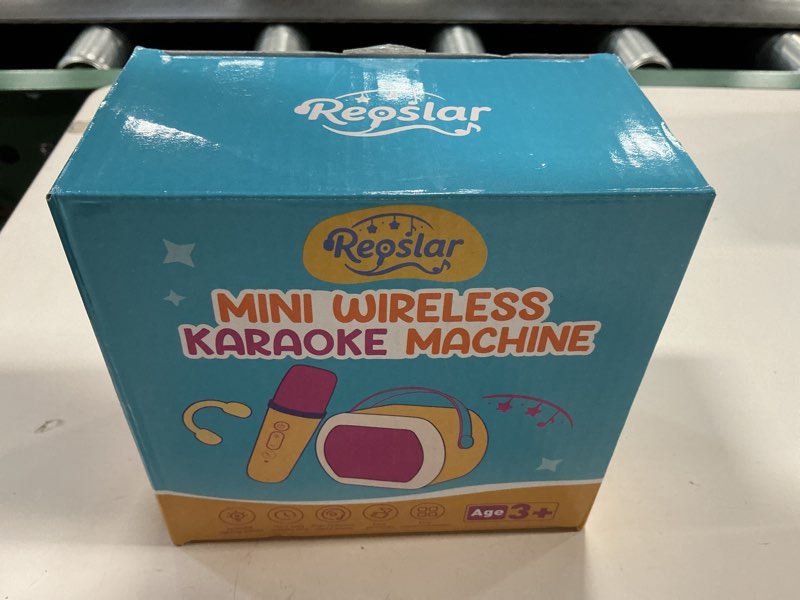 Reoslar
Reoslar
MINI WIRELESS
KARAOKE MACHINE
Age 3+